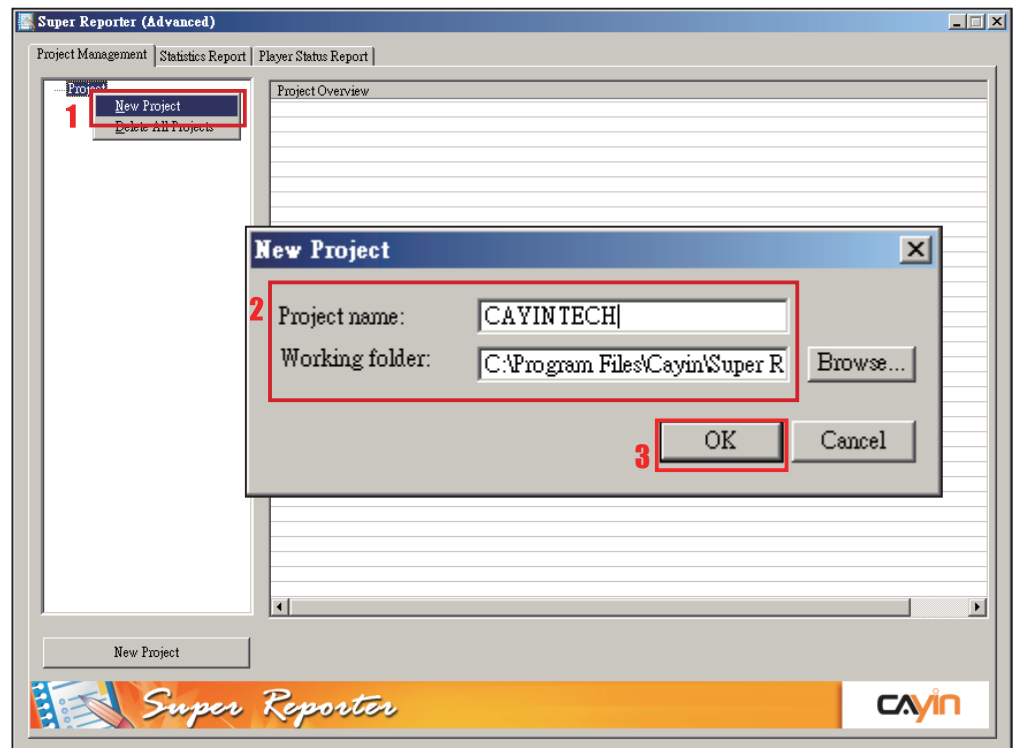 Super Reporter (Advanced)
Project Management Statistics Report Player Status Report
Project
Project Overview
1
New Project
Delete All Projects
New Project
2
Project name: CAYINTECH
Working folder: C:\Program Files\Cayin\Super R Browse...
3
OK Cancel
New Project
Super Reporter
CAYIN